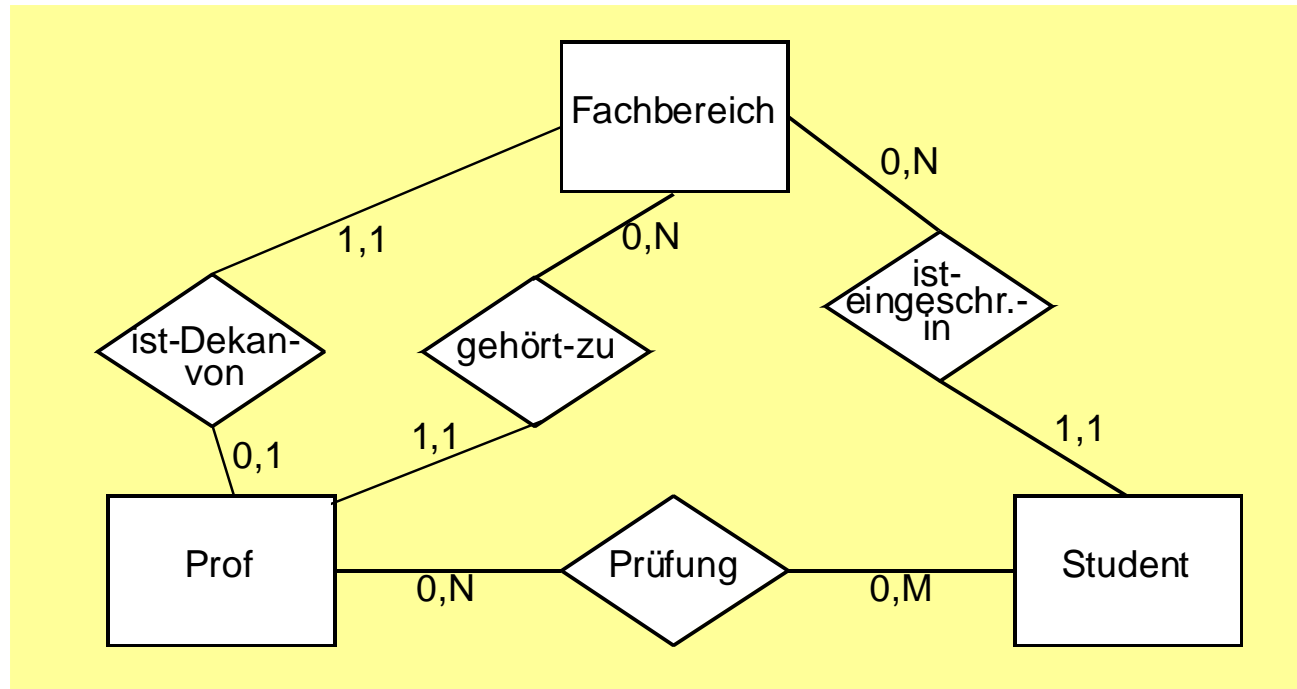 Fachbereich
0,N
1,1
0,N
ist-
eingeschr.-
in
ist-Dekan-
von
gehört-zu
1,1
1,1
0,1
Prof
Prüfung
Student
0,N
0,M